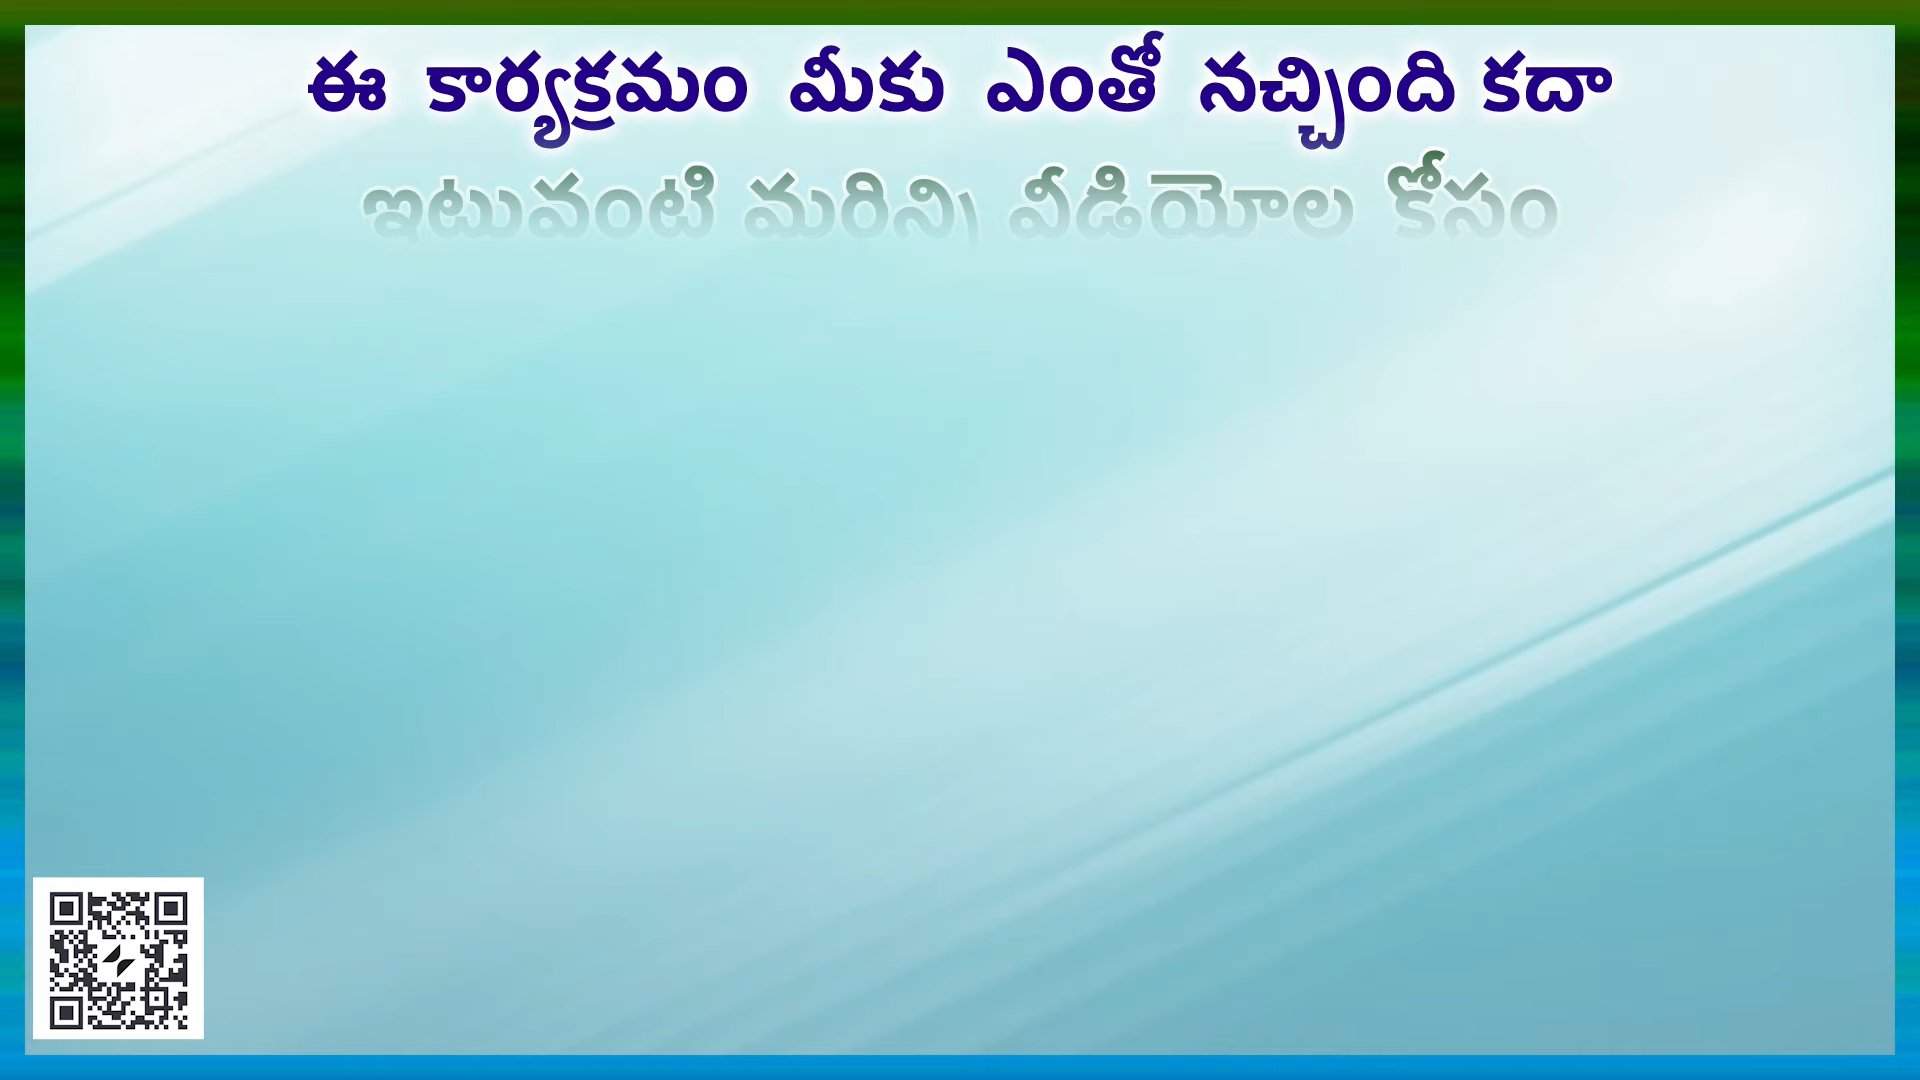 ఈ కార్యక్రమం మీకు ఎంతో నచ్చింది కదా
ఇటువంటి మరిన్ని వీడియోల కోసం